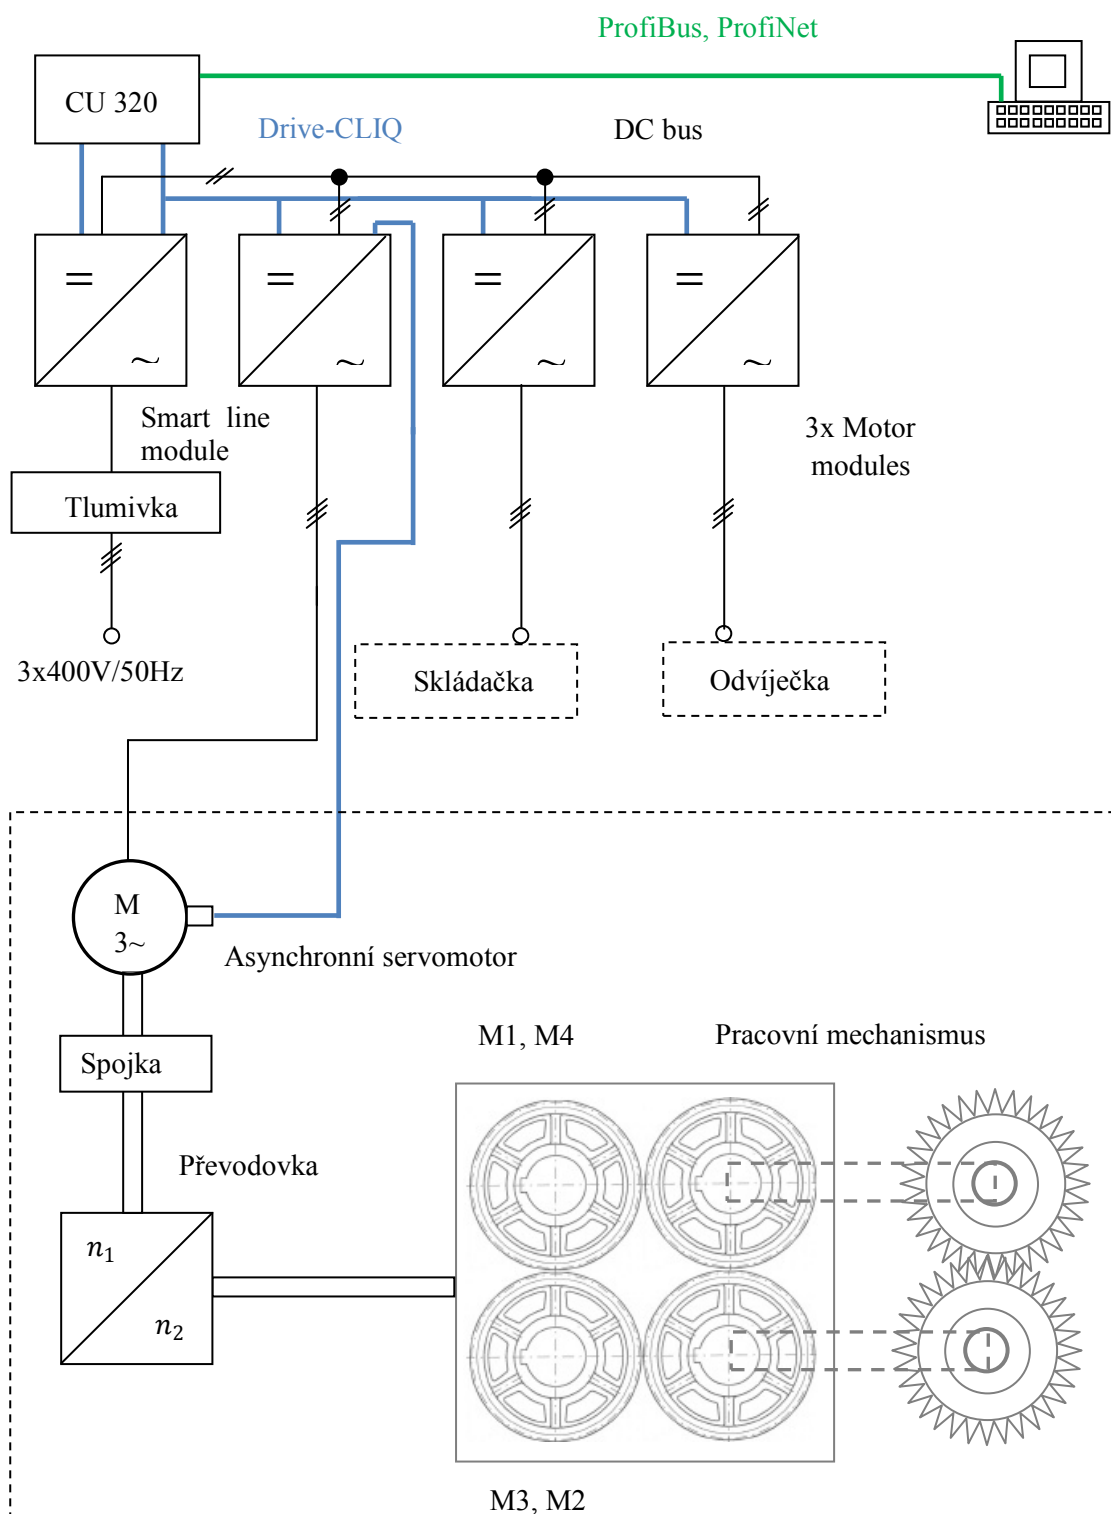 ProfiBus, ProfiNet
CU 320
Drive-CLIQ
DC bus
=
~
=
~
=
~
=
~
Smart line
module
3x Motor
modules
Tlumivka
3x400V/50Hz
Skládačka
Odvíječka
M
3~
Asynchronní servomotor
M1, M4
Pracovní mechanismus
Spojka
Převodovka
n₁
n₂
M3, M2